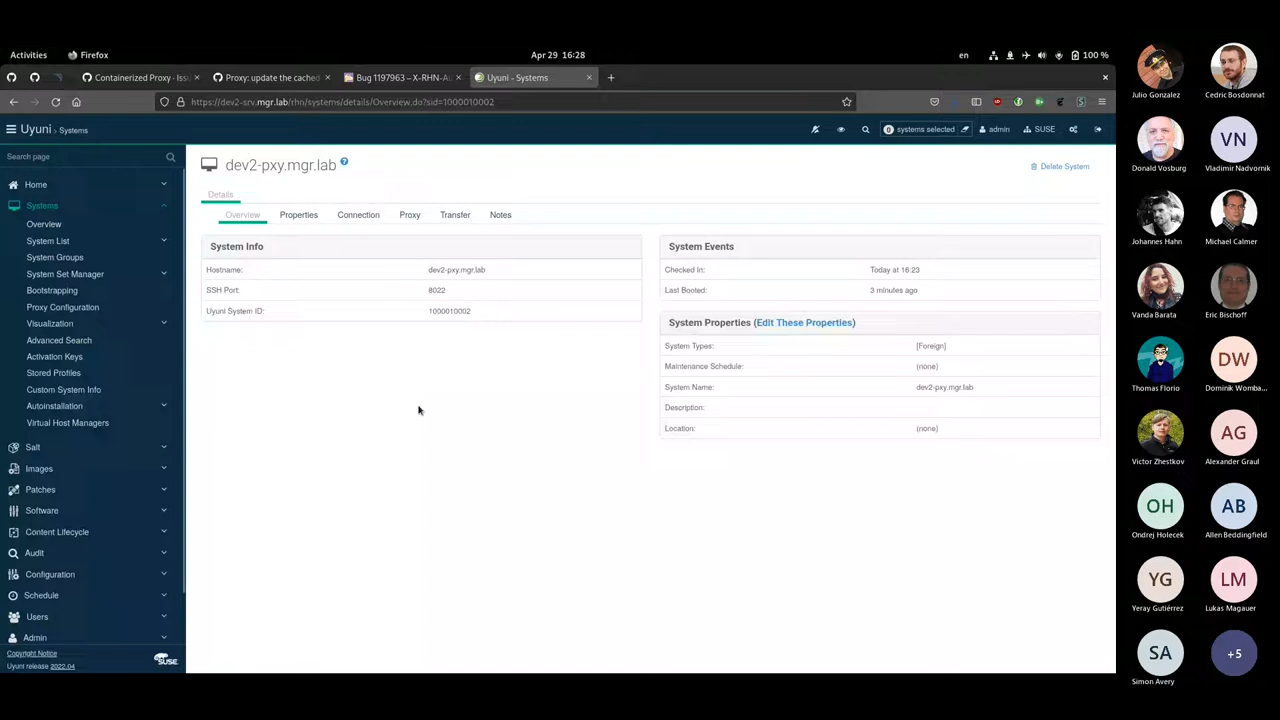 Activities
Firefox
Apr 29 16:28
en
100 %
Containerized Proxy · Iss
Proxy: update the cached
Bug 1197963 – X-RHN-Au
Uyuni - Systems
https://dev2-srv.mgr.lab/rhn/systems/details/Overview.do?sid=1000010002
Uyuni › Systems
0 systems selected
admin
SUSE
Search page
Home
Systems
Overview
System List
System Groups
System Set Manager
Bootstrapping
Proxy Configuration
Visualization
Advanced Search
Activation Keys
Stored Profiles
Custom System Info
Autoinstallation
Virtual Host Managers
Salt
Images
Patches
Software
Content Lifecycle
Audit
Configuration
Schedule
Users
Admin
Copyright Notice
Uyuni release 2022.04
SUSE
dev2-pxy.mgr.lab
Delete System
Details
Overview Properties Connection Proxy Transfer Notes
System Info
Hostname: dev2-pxy.mgr.lab
SSH Port: 8022
Uyuni System ID: 1000010002
System Events
Checked In: Today at 16:23
Last Booted: 3 minutes ago
System Properties (Edit These Properties)
System Types: [Foreign]
Maintenance Schedule: (none)
System Name: dev2-pxy.mgr.lab
Description:
Location: (none)
Julio Gonzalez
Cedric Bosdonnat
Donald Vosburg
VN
Vladimir Nadvornik
Johannes Hahn
Michael Calmer
Vanda Barata
Eric Bischoff
Thomas Florio
DW
Dominik Womba...
Victor Zhestkov
AG
Alexander Graul
OH
Ondrej Holecek
AB
Allen Beddingfield
YG
Yeray Gutiérrez
LM
Lukas Magauer
SA
Simon Avery
+5